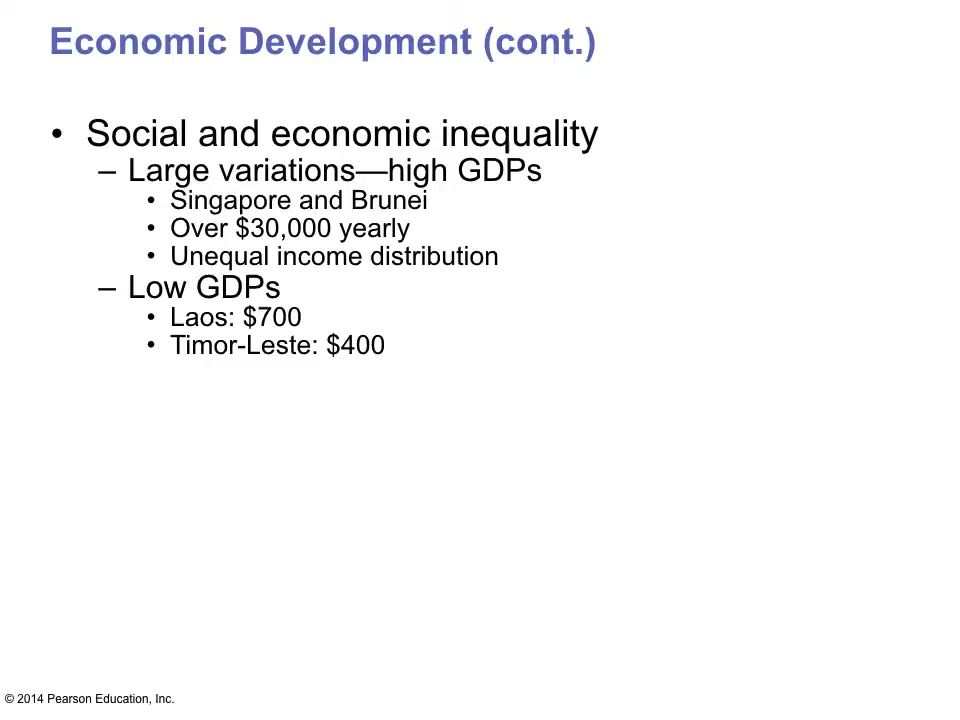 Economic Development (cont.)
• Social and economic inequality
– Large variations—high GDPs
• Singapore and Brunei
• Over $30,000 yearly
• Unequal income distribution
– Low GDPs
• Laos: $700
• Timor-Leste: $400
© 2014 Pearson Education, Inc.